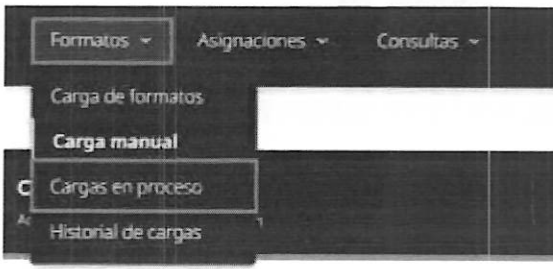 Formatos Asignaciones Consultas
Carga de formatos
Carga manual
Cargas en proceso
Historial de cargas